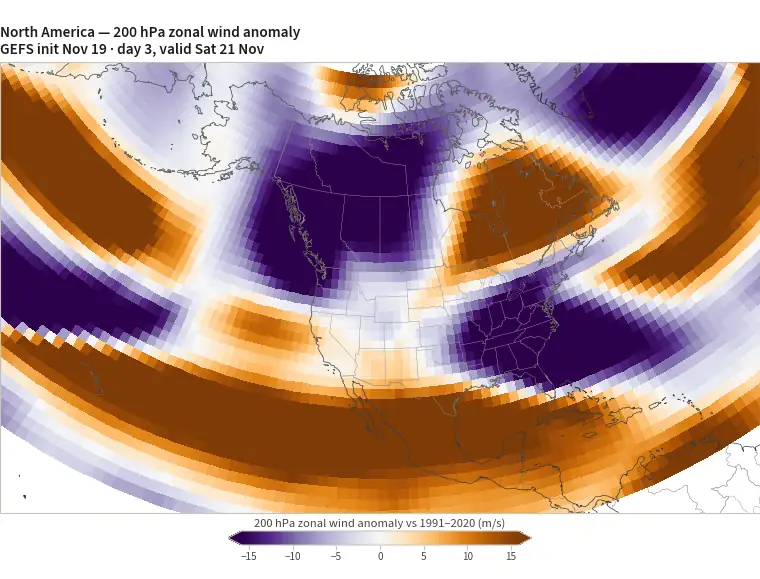 North America — 200 hPa zonal wind anomaly
GEFS init Nov 19 · day 3, valid Sat 21 Nov
200 hPa zonal wind anomaly vs 1991–2020 (m/s)
−15 −10 −5 0 5 10 15